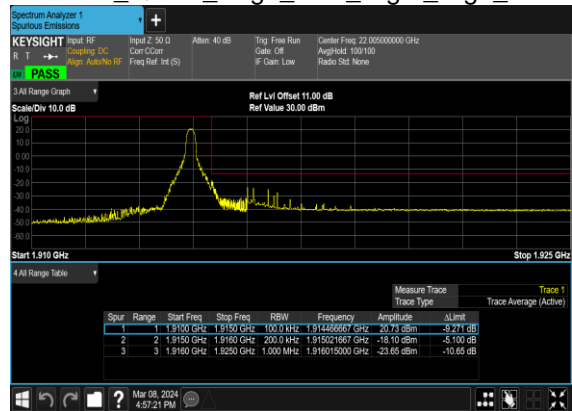 Spectrum Analyzer 1
Spurious Emissions
+
KEYSIGHT Input: RF Input Z: 50 Ω Atten: 40 dB Trig: Free Run Center Freq: 22.005000000 GHz
R T Coupling: DC Corr CCorr Gate: Off Avg|Hold: 100/100
Align: Auto/No RF Freq Ref: Int (S) IF Gain: Low Radio Std: None
PASS
3 All Range Graph
Ref Lvl Offset 11.00 dB
Scale/Div 10.0 dB Ref Value 30.00 dBm
Log
20.0
10.0
0.00
-10.0
-20.0
-30.0
-40.0
-50.0
-60.0
Start 1.910 GHz Stop 1.925 GHz
4 All Range Table
Measure Trace Trace 1
Trace Type Trace Average (Active)
Spur Range Start Freq Stop Freq RBW Frequency Amplitude ΔLimit
1 1 1.9100 GHz 1.9150 GHz 100.0 kHz 1.914466667 GHz 20.73 dBm -9.271 dB
2 2 1.9150 GHz 1.9160 GHz 200.0 kHz 1.915021667 GHz -18.10 dBm -5.100 dB
3 3 1.9160 GHz 1.9250 GHz 1.000 MHz 1.916015000 GHz -23.65 dBm -10.65 dB
? Mar 08, 2024
4:57:21 PM